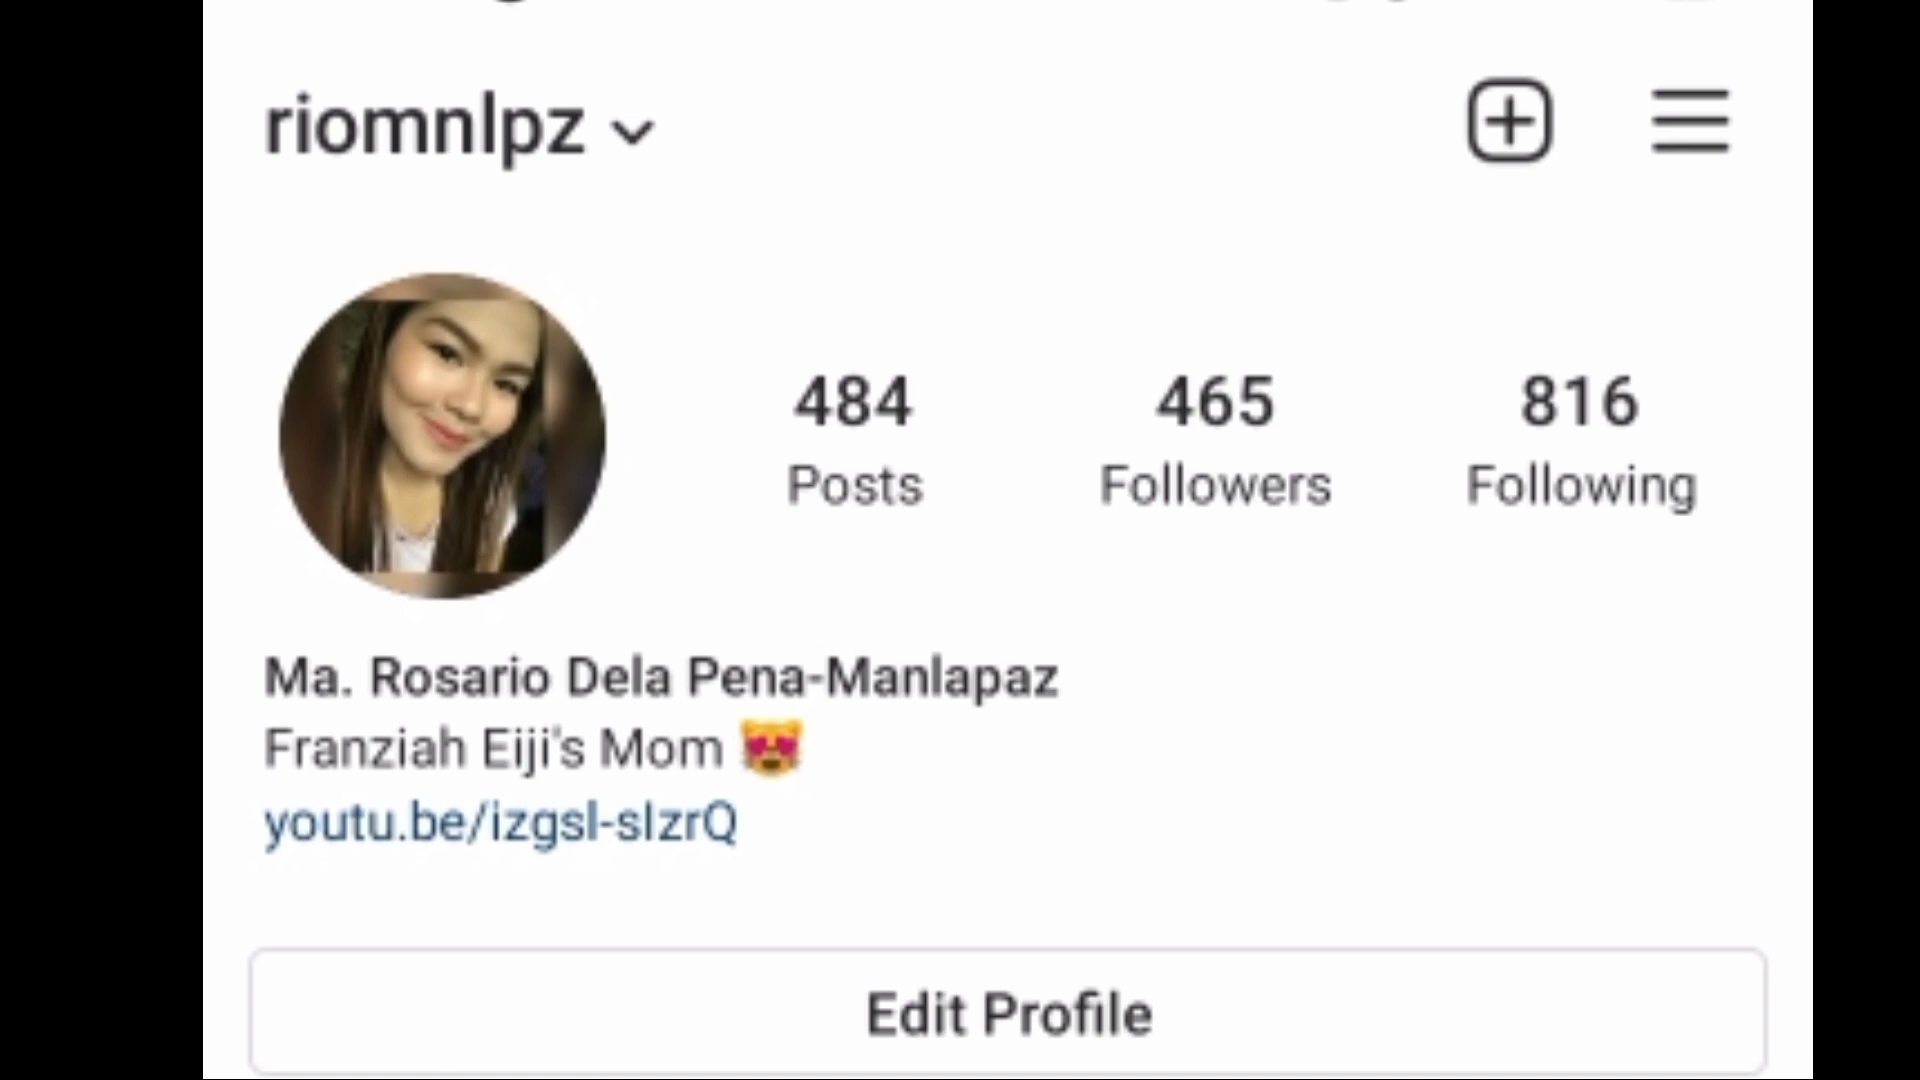 riomnlpz
484 465 816
Posts Followers Following
Ma. Rosario Dela Pena-Manlapaz
Franziah Eiji's Mom 😻
youtu.be/izgsl-slzrQ
Edit Profile